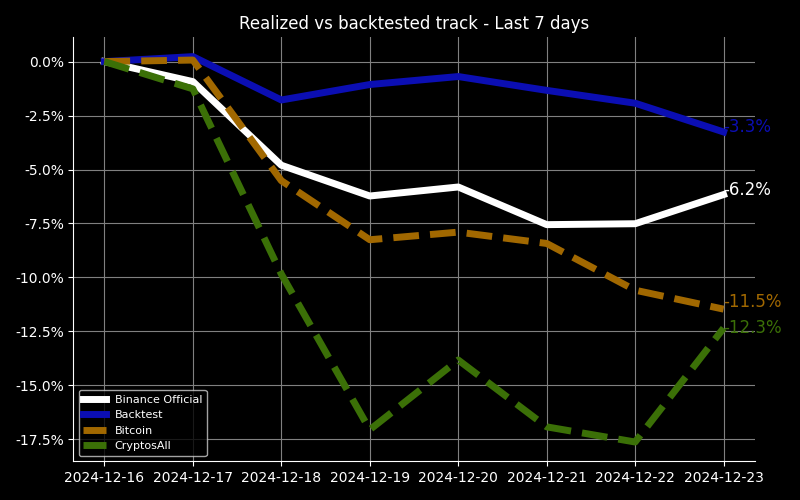 Realized vs backtested track - Last 7 days
0.0%
-2.5%
-5.0%
-7.5%
-10.0%
-12.5%
-15.0%
-17.5%
-3.3%
-6.2%
-11.5%
-12.3%
Binance Official
Backtest
Bitcoin
CryptosAll
2024-12-16 2024-12-17 2024-12-18 2024-12-19 2024-12-20 2024-12-21 2024-12-22 2024-12-23